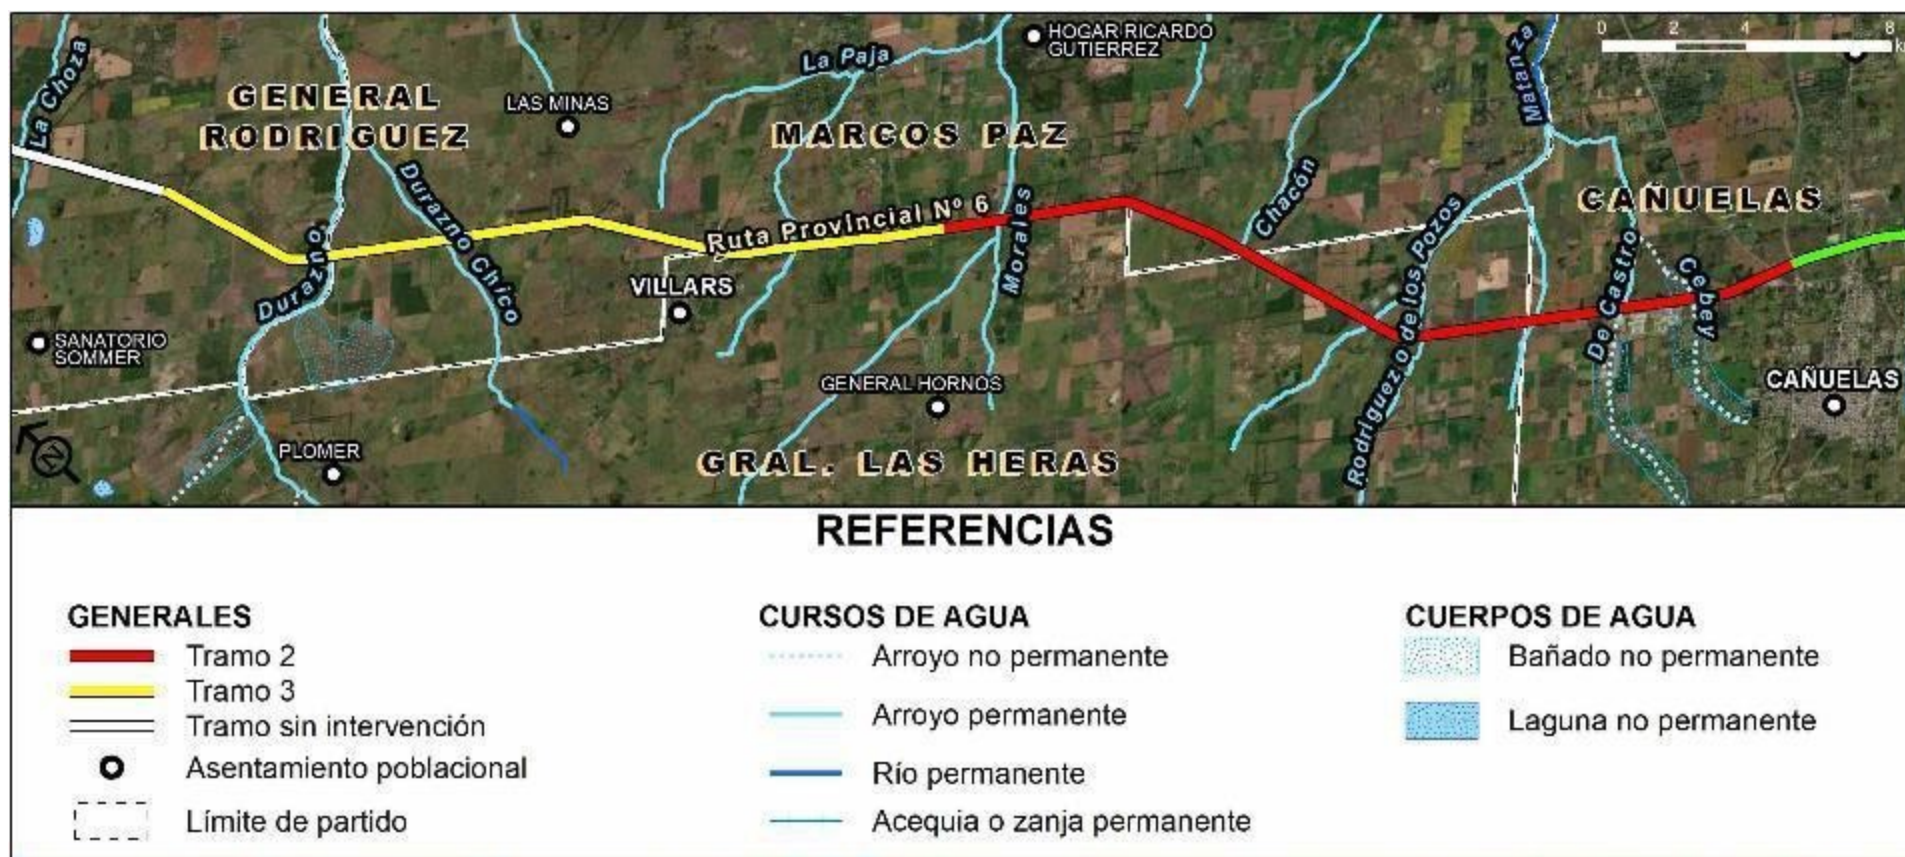 La Choza
GENERAL
RODRIGUEZ
LAS MINAS
La Paja
HOGAR RICARDO
GUTIERREZ
MARCOS PAZ
Matanza
0 2 4 8
Durazno
Durazno Chico
Ruta Provincial Nº 6
Morales
Chacón
Rodriguez o de los Pozos
CAÑUELAS
De Castro
Cebey
SANATORIO
SOMMER
VILLARS
GENERAL HORNOS
CAÑUELAS
PLOMER
GRAL. LAS HERAS
N
REFERENCIAS
GENERALES
Tramo 2
Tramo 3
Tramo sin intervención
Asentamiento poblacional
Límite de partido
CURSOS DE AGUA
Arroyo no permanente
Arroyo permanente
Río permanente
Acequia o zanja permanente
CUERPOS DE AGUA
Bañado no permanente
Laguna no permanente